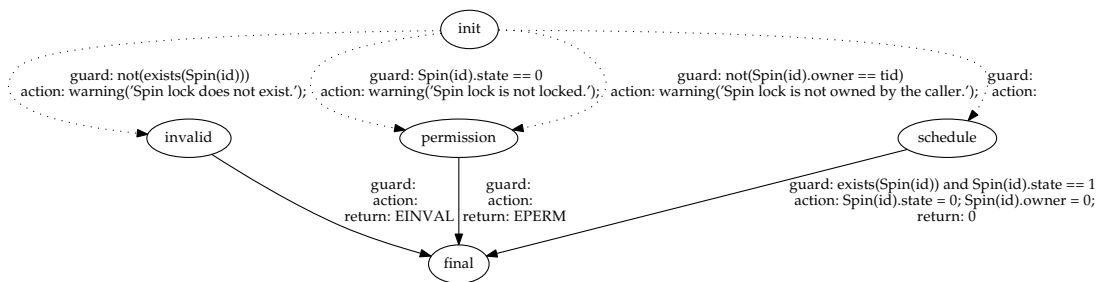 init
guard: not(exists(Spin(id)))
action: warning('Spin lock does not exist.');
guard: Spin(id).state == 0
action: warning('Spin lock is not locked.');
guard: not(Spin(id).owner == tid)
action: warning('Spin lock is not owned by the caller.');
guard:
action:
invalid
permission
schedule
guard:
action:
return: EINVAL
guard:
action:
return: EPERM
guard: exists(Spin(id)) and Spin(id).state == 1
action: Spin(id).state = 0; Spin(id).owner = 0;
return: 0
final